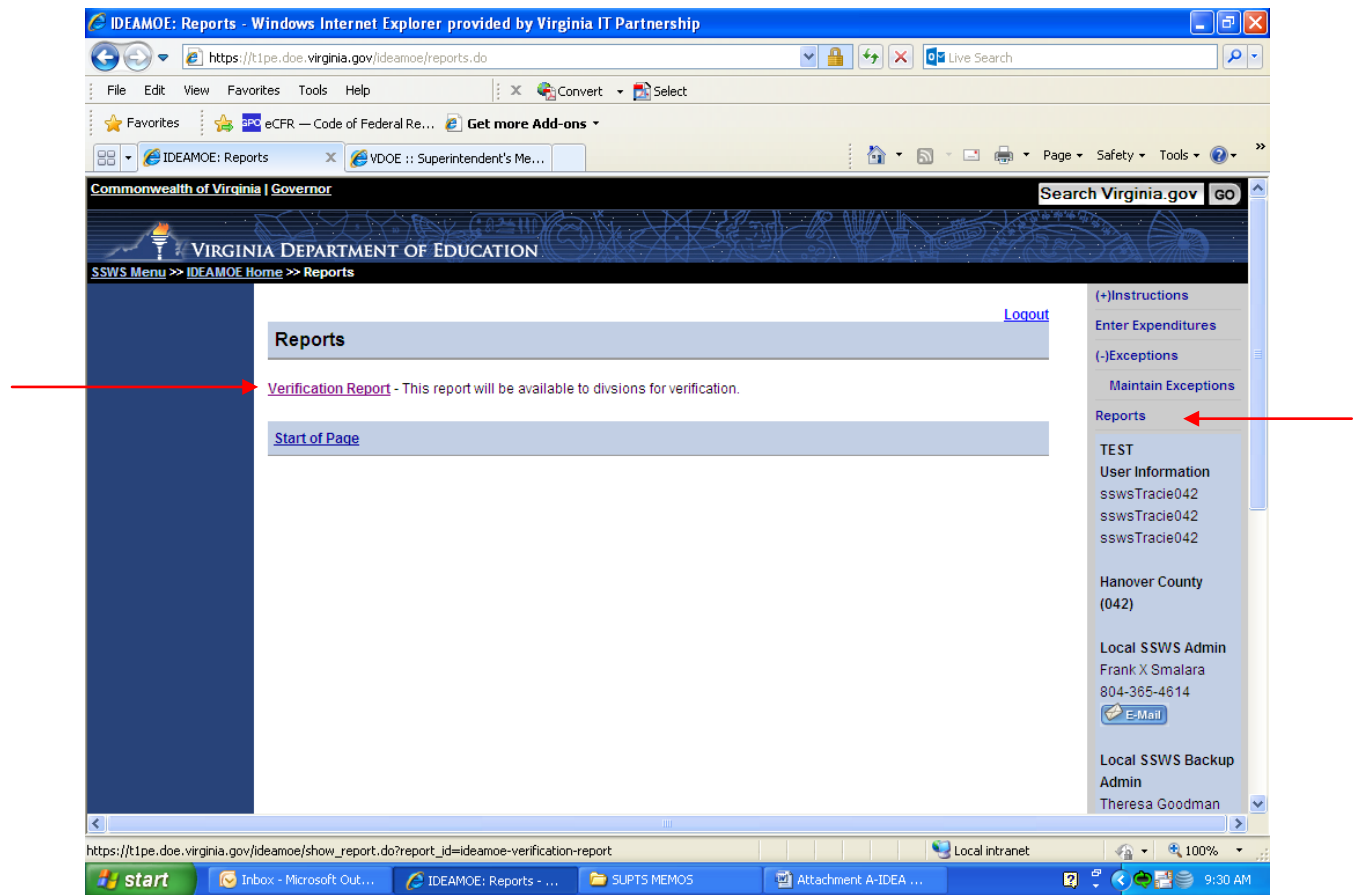 IDEAMOE: Reports - Windows Internet Explorer provided by Virginia IT Partnership
https://t1pe.doe.virginia.gov/ideamoe/reports.do
Live Search
File Edit View Favorites Tools Help
Convert Select
Favorites eCFR — Code of Federal Re... Get more Add-ons
IDEAMOE: Reports VDOE :: Superintendent's Me...
Page Safety Tools
Commonwealth of Virginia | Governor
Search Virginia.gov GO
VIRGINIA DEPARTMENT OF EDUCATION
SSWS Menu >> IDEAMOE Home >> Reports
Logout
Reports
Verification Report - This report will be available to divsions for verification.
Start of Page
(+)Instructions
Enter Expenditures
(-)Exceptions
Maintain Exceptions
Reports
TEST
User Information
sswsTracie042
sswsTracie042
sswsTracie042
Hanover County
(042)
Local SSWS Admin
Frank X Smalara
804-365-4614
E-Mail
Local SSWS Backup
Admin
Theresa Goodman
https://t1pe.doe.virginia.gov/ideamoe/show_report.do?report_id=ideamoe-verification-report
Local intranet
100%
start
Inbox - Microsoft Out...
IDEAMOE: Reports - ...
SUPTS MEMOS
Attachment A-IDEA ...
9:30 AM